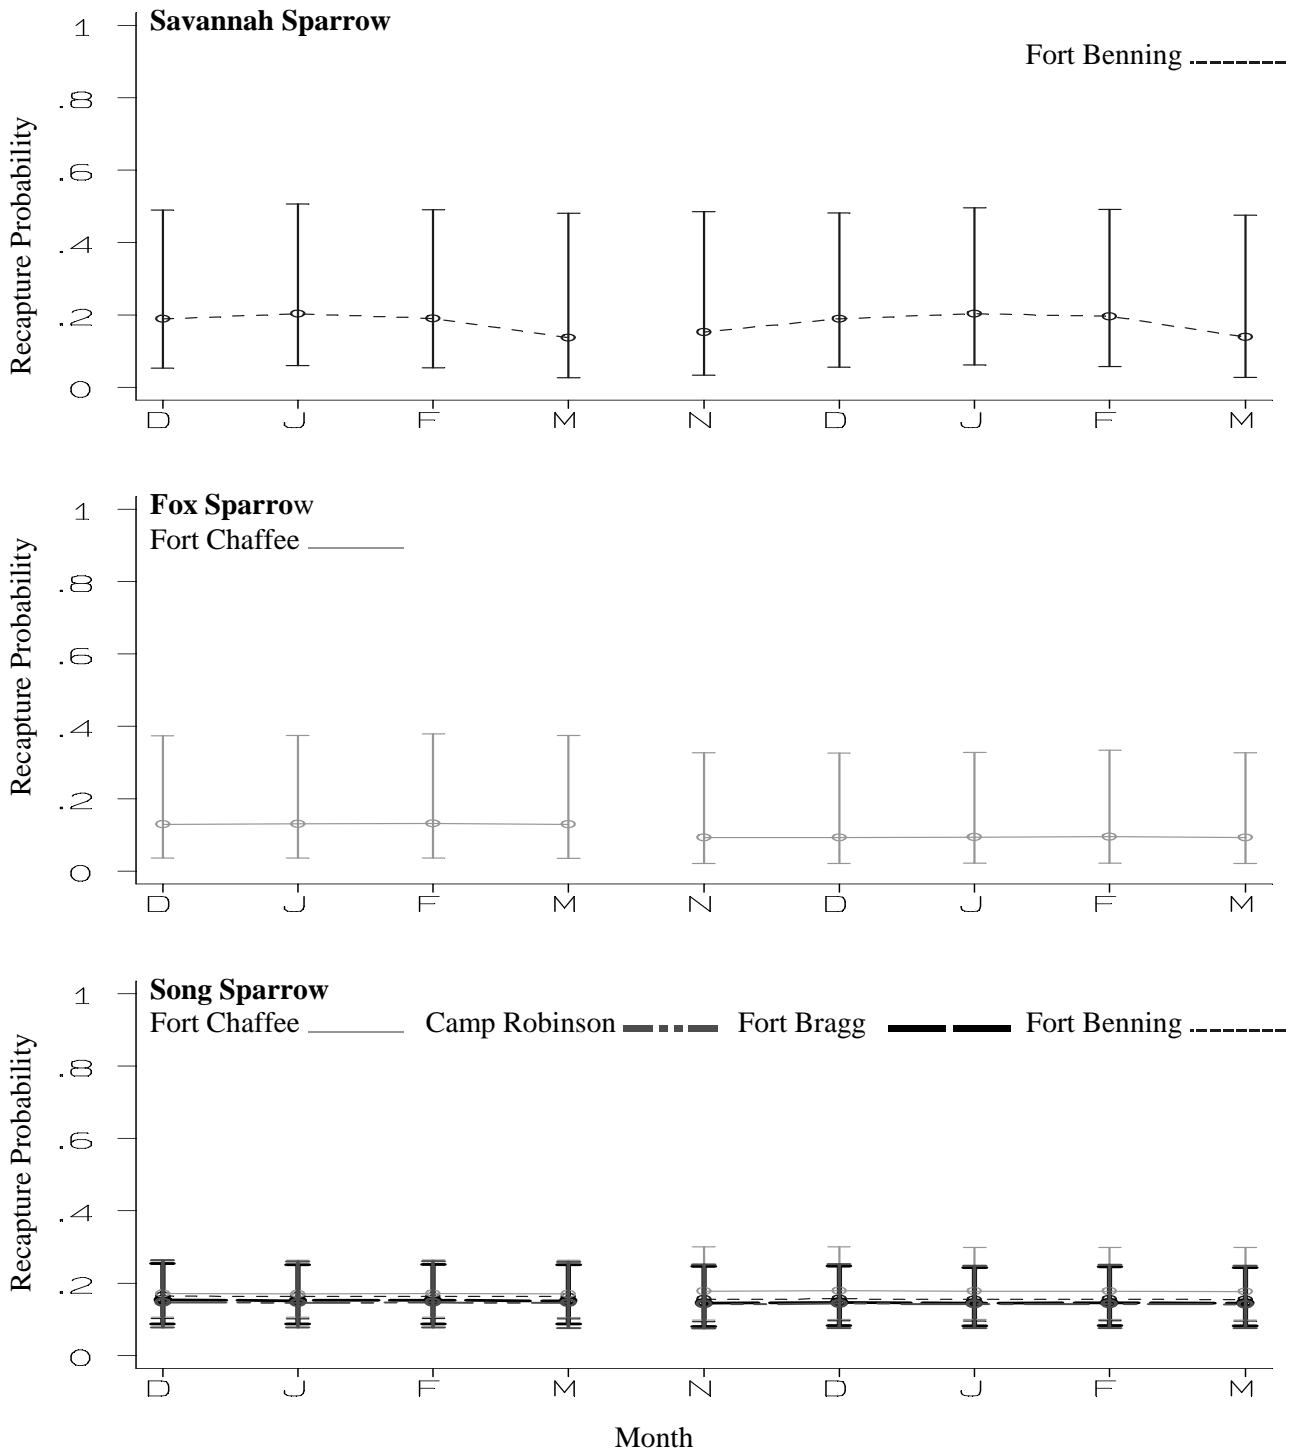 Savannah Sparrow
Fort Benning
Recapture Probability
1
.8
.6
.4
.2
0
D J F M N D J F M
Fox Sparrow
Fort Chaffee
Recapture Probability
1
.8
.6
.4
.2
0
D J F M N D J F M
Song Sparrow
Fort Chaffee Camp Robinson Fort Bragg Fort Benning
Recapture Probability
1
.8
.6
.4
.2
0
D J F M N D J F M
Month